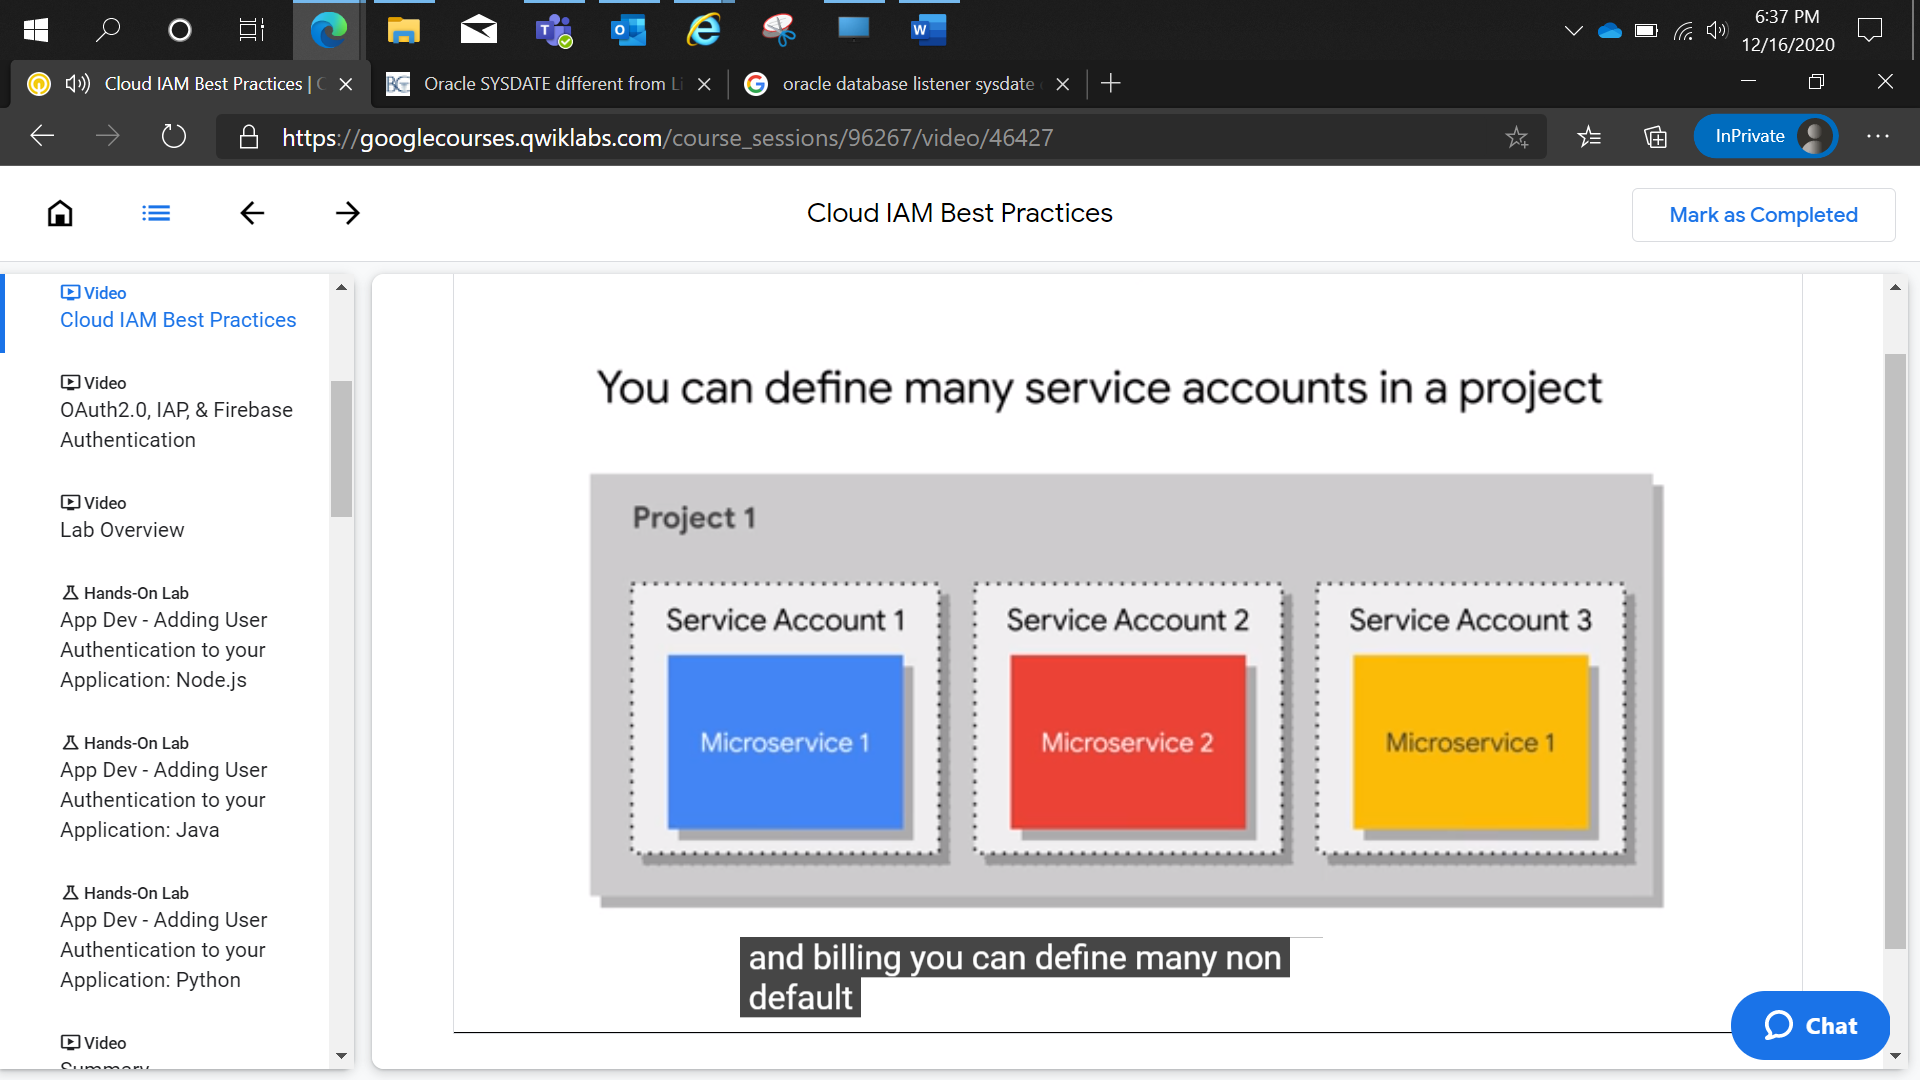 6:37 PM
12/16/2020
Cloud IAM Best Practices |
Oracle SYSDATE different from Li
oracle database listener sysdate
https://googlecourses.qwiklabs.com/course_sessions/96267/video/46427
InPrivate
Cloud IAM Best Practices
Mark as Completed
Video
Cloud IAM Best Practices
Video
OAuth2.0, IAP, & Firebase
Authentication
Video
Lab Overview
Hands-On Lab
App Dev - Adding User
Authentication to your
Application: Node.js
Hands-On Lab
App Dev - Adding User
Authentication to your
Application: Java
Hands-On Lab
App Dev - Adding User
Authentication to your
Application: Python
Video
Summary
You can define many service accounts in a project
Project 1
Service Account 1
Microservice 1
Service Account 2
Microservice 2
Service Account 3
Microservice 1
and billing you can define many non
default
Chat